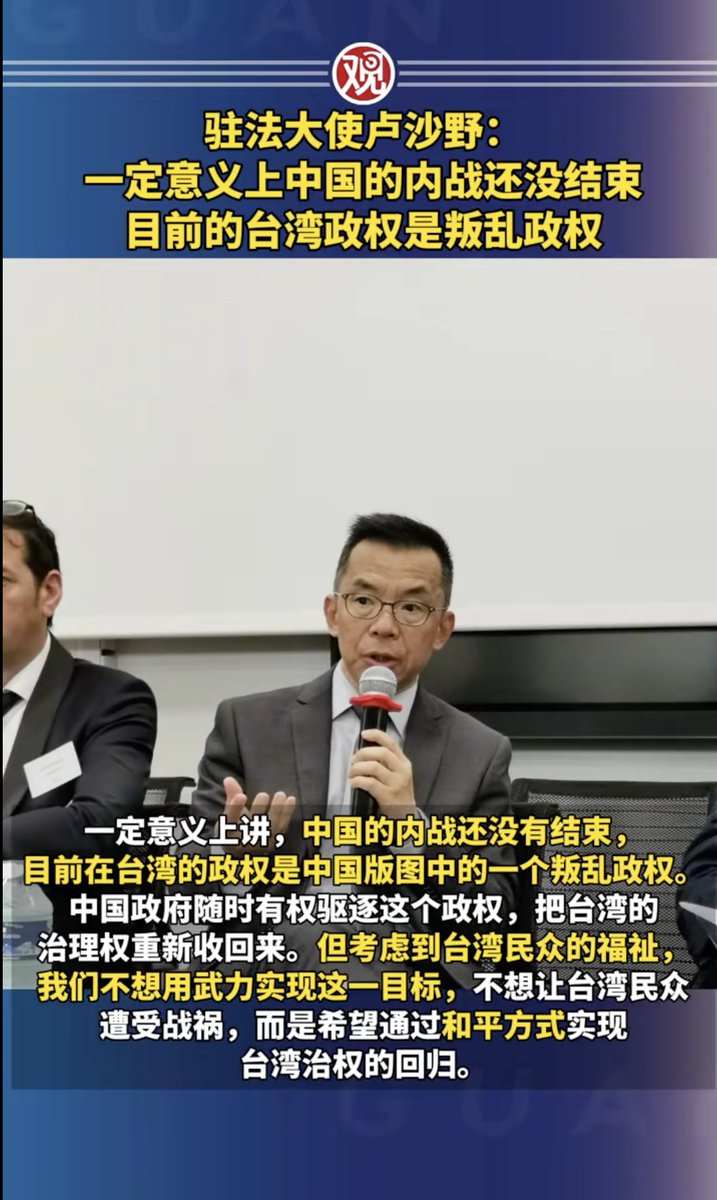 GUAN
观
驻法大使卢沙野：
一定意义上中国的内战还没结束
目前的台湾政权是叛乱政权
一定意义上讲，中国的内战还没有结束，
目前在台湾的政权是中国版图中的一个叛乱政权。
中国政府随时有权驱逐这个政权，把台湾的
治理权重新收回来。但考虑到台湾民众的福祉，
我们不想用武力实现这一目标，不想让台湾民众
遭受战祸，而是希望通过和平方式实现
台湾治权的回归。
GUA